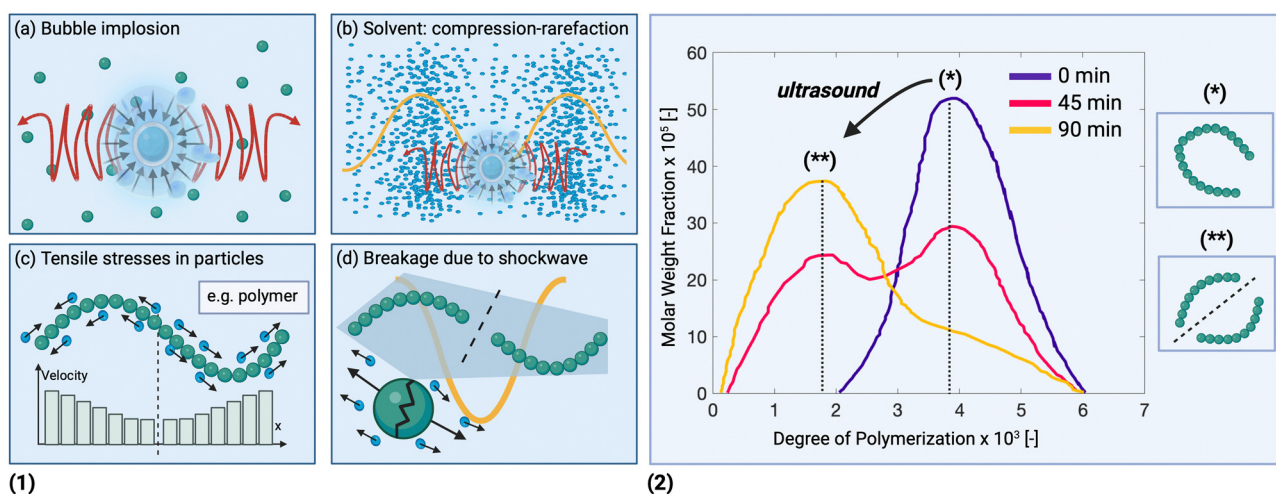 (a) Bubble implosion
(b) Solvent: compression-rarefaction
(c) Tensile stresses in particles
e.g. polymer
Velocity
x
(d) Breakage due to shockwave
(1)
Molar Weight Fraction x 10⁵ [-]
60
50
40
30
20
10
0
0 1 2 3 4 5 6 7
Degree of Polymerization x 10³ [-]
ultrasound
(*)
(**)
0 min
45 min
90 min
(*)
(**)
(2)